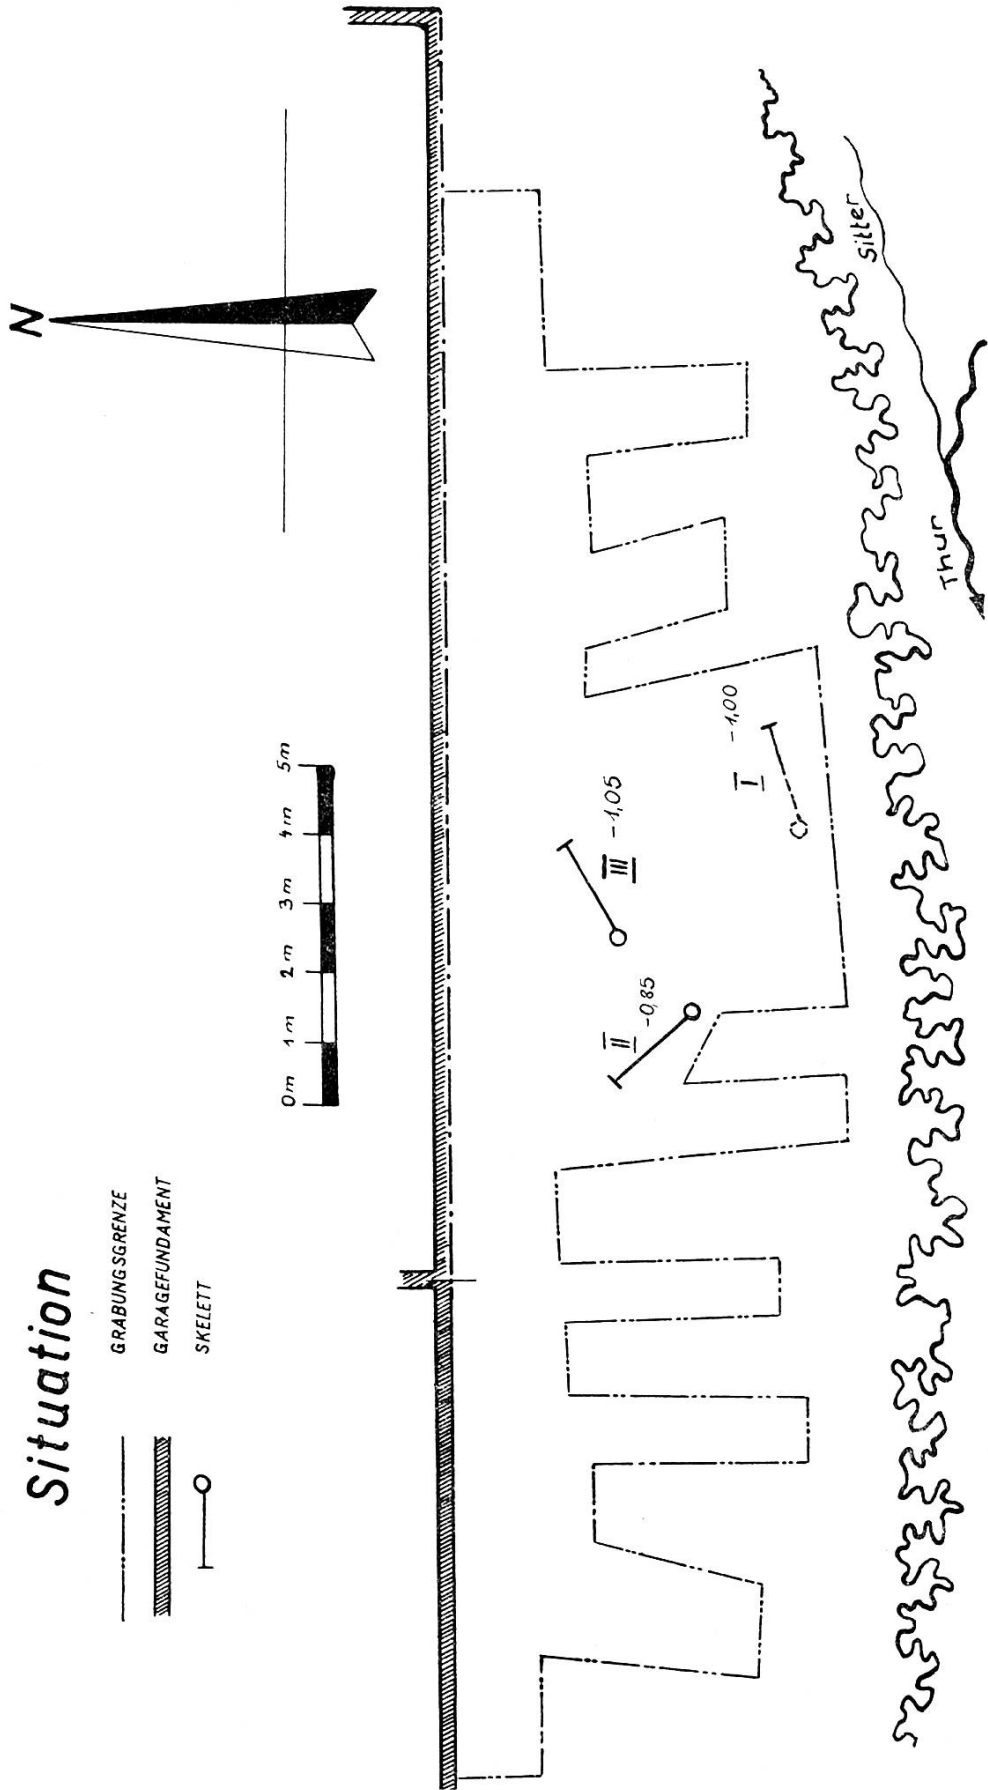 Situation
GRABUNGSGRENZE
GARAGEFUNDAMENT
SKELETT
0m 1m 2m 3m 4m 5m
N
II -0,85
III -1,05
I -1,00
Thur
Sitter